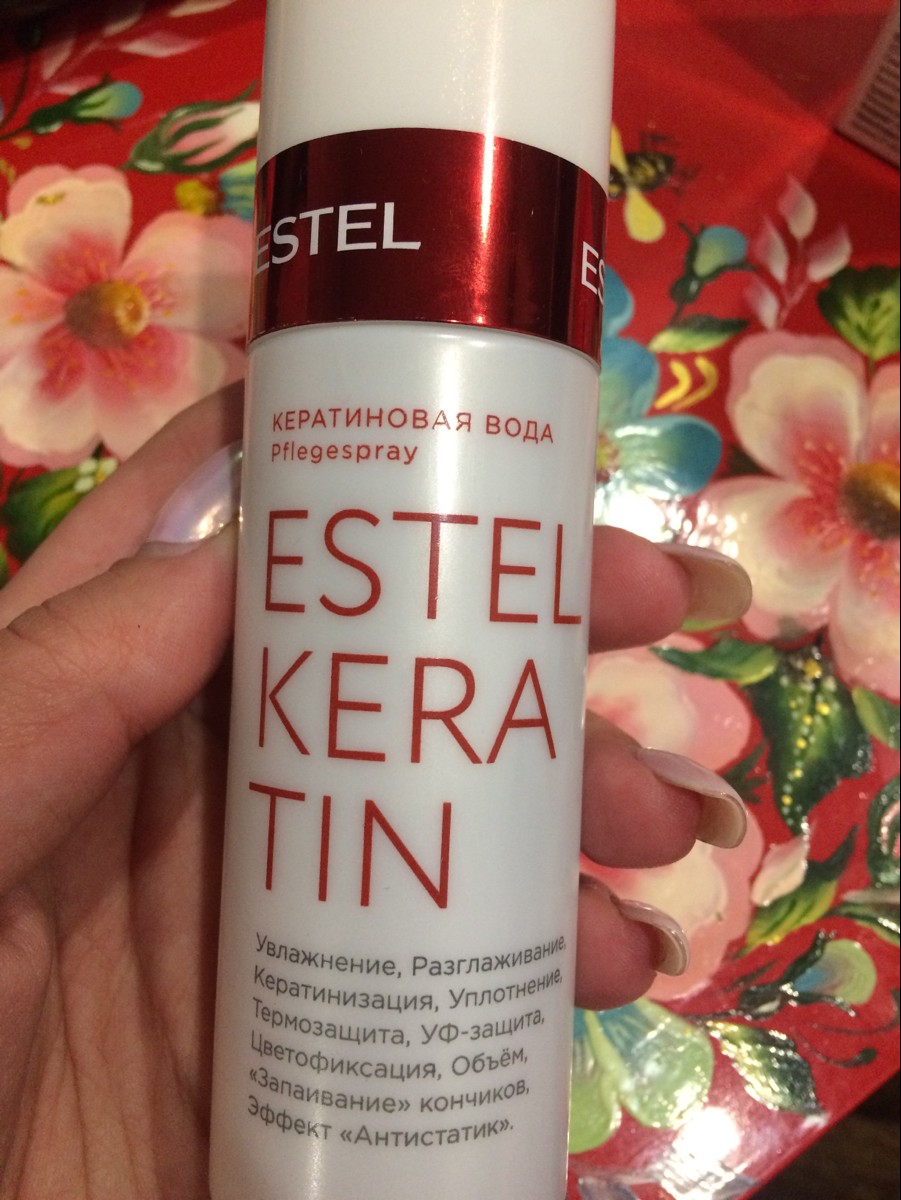 ESTEL
ES
КЕРАТИНОВАЯ ВОДА
Pflegespray
ESTEL
KERA
TIN
Увлажнение, Разглаживание,
Кератинизация, Уплотнение,
Термозащита, УФ-защита,
Цветофиксация, Объём,
«Запаивание» кончиков,
Эффект «Антистатик».